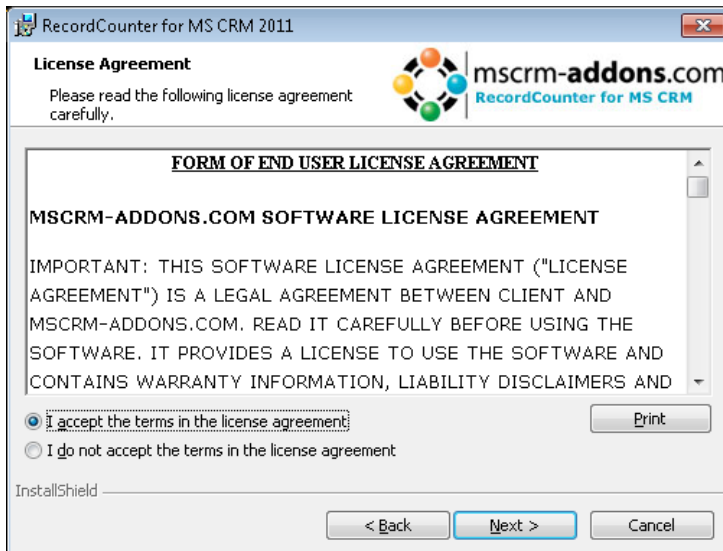 RecordCounter for MS CRM 2011
License Agreement
Please read the following license agreement
carefully.
mscrm-addons.com
RecordCounter for MS CRM
FORM OF END USER LICENSE AGREEMENT
MSCRM-ADDONS.COM SOFTWARE LICENSE AGREEMENT
IMPORTANT: THIS SOFTWARE LICENSE AGREEMENT ("LICENSE
AGREEMENT") IS A LEGAL AGREEMENT BETWEEN CLIENT AND
MSCRM-ADDONS.COM. READ IT CAREFULLY BEFORE USING THE
SOFTWARE. IT PROVIDES A LICENSE TO USE THE SOFTWARE AND
CONTAINS WARRANTY INFORMATION, LIABILITY DISCLAIMERS AND
I accept the terms in the license agreement
Print
I do not accept the terms in the license agreement
InstallShield
< Back
Next >
Cancel